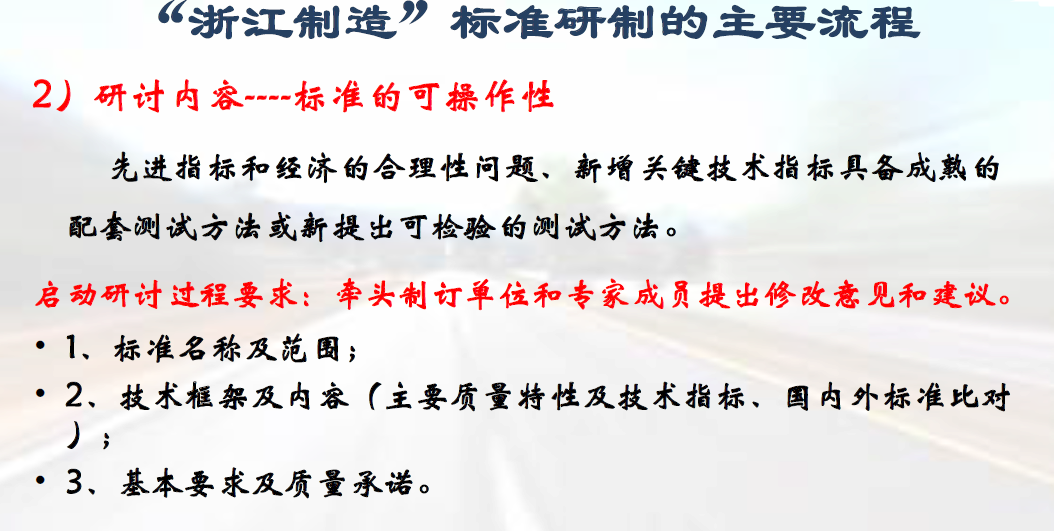 “浙江制造”标准研制的主要流程
2）研讨内容----标准的可操作性
先进指标和经济的合理性问题、新增关键技术指标具备成熟的
配套测试方法或新提出可检验的测试方法。
启动研讨过程要求：牵头制订单位和专家成员提出修改意见和建议。
• 1、标准名称及范围；
• 2、技术框架及内容（主要质量特性及技术指标、国内外标准比对
）；
• 3、基本要求及质量承诺。